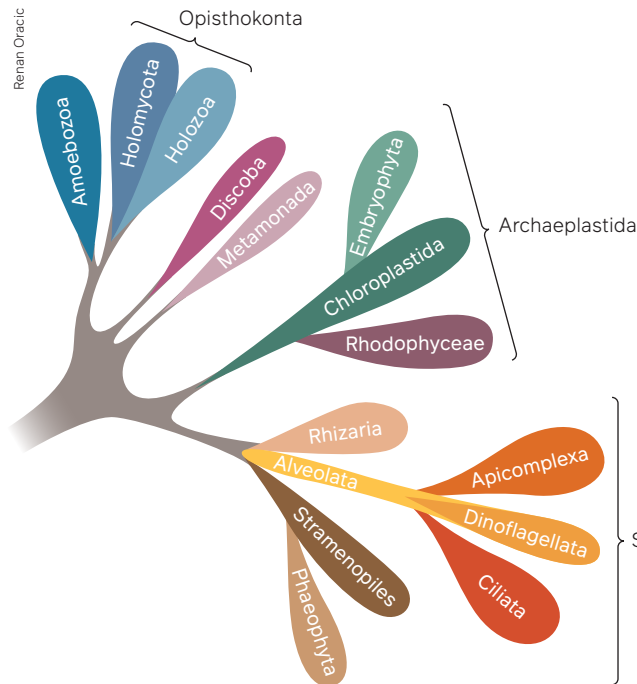 Renan Oracic
Opisthokonta
Amoebozoa
Holomycota
Holozoa
Discoba
Metamonada
Embryophyta
Chloroplastida
Rhodophyceae
Archaeplastida
Rhizaria
Alveolata
Stramenopiles
Phaeophyta
Apicomplexa
Dinoflagellata
Ciliata
S